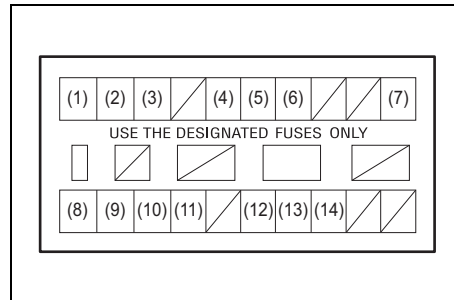 (1) (2) (3) (4) (5) (6) (7)
USE THE DESIGNATED FUSES ONLY
(8) (9) (10) (11) (12) (13) (14)